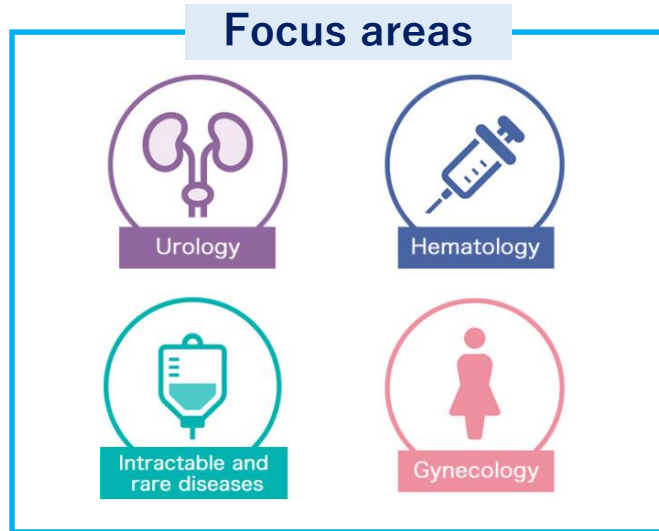 Focus areas
Urology
Hematology
Intractable and
rare diseases
Gynecology